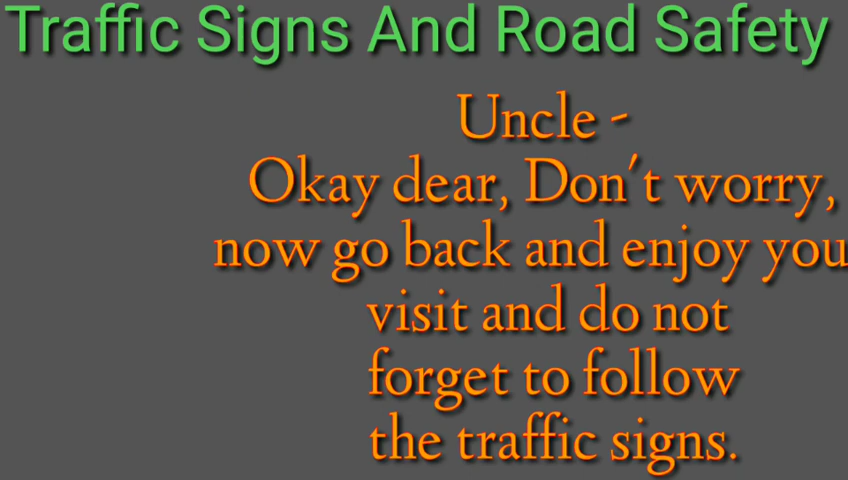 Traffic Signs And Road Safety
Uncle -
Okay dear, Don't worry,
now go back and enjoy you
visit and do not
forget to follow
the traffic signs.